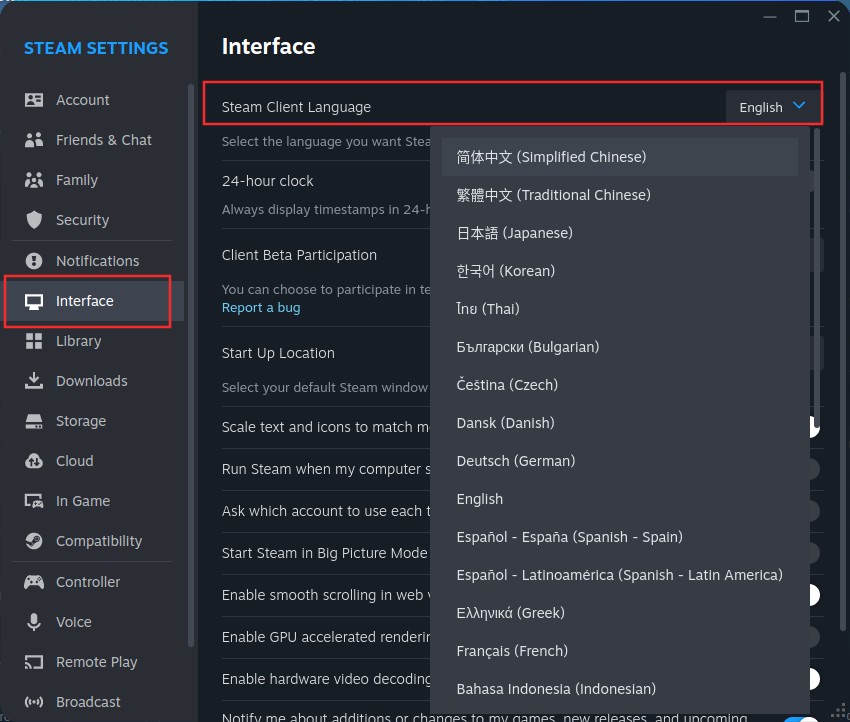 STEAM SETTINGS
Account
Friends & Chat
Family
Security
Notifications
Interface
Library
Downloads
Storage
Cloud
In Game
Compatibility
Controller
Voice
Remote Play
Broadcast
Interface
Steam Client Language
English
Select the language you want Stea
24-hour clock
Always display timestamps in 24-h
Client Beta Participation
You can choose to participate in te
Report a bug
Start Up Location
Select your default Steam window
Scale text and icons to match m
Run Steam when my computer s
Ask which account to use each t
Start Steam in Big Picture Mode
Enable smooth scrolling in web v
Enable GPU accelerated renderin
Enable hardware video decoding
Notify me about additions or changes to my games, new releases, and upcoming
简体中文 (Simplified Chinese)
繁體中文 (Traditional Chinese)
日本語 (Japanese)
한국어 (Korean)
ไทย (Thai)
Български (Bulgarian)
Čeština (Czech)
Dansk (Danish)
Deutsch (German)
English
Español - España (Spanish - Spain)
Español - Latinoamérica (Spanish - Latin America)
Ελληνικά (Greek)
Français (French)
Bahasa Indonesia (Indonesian)